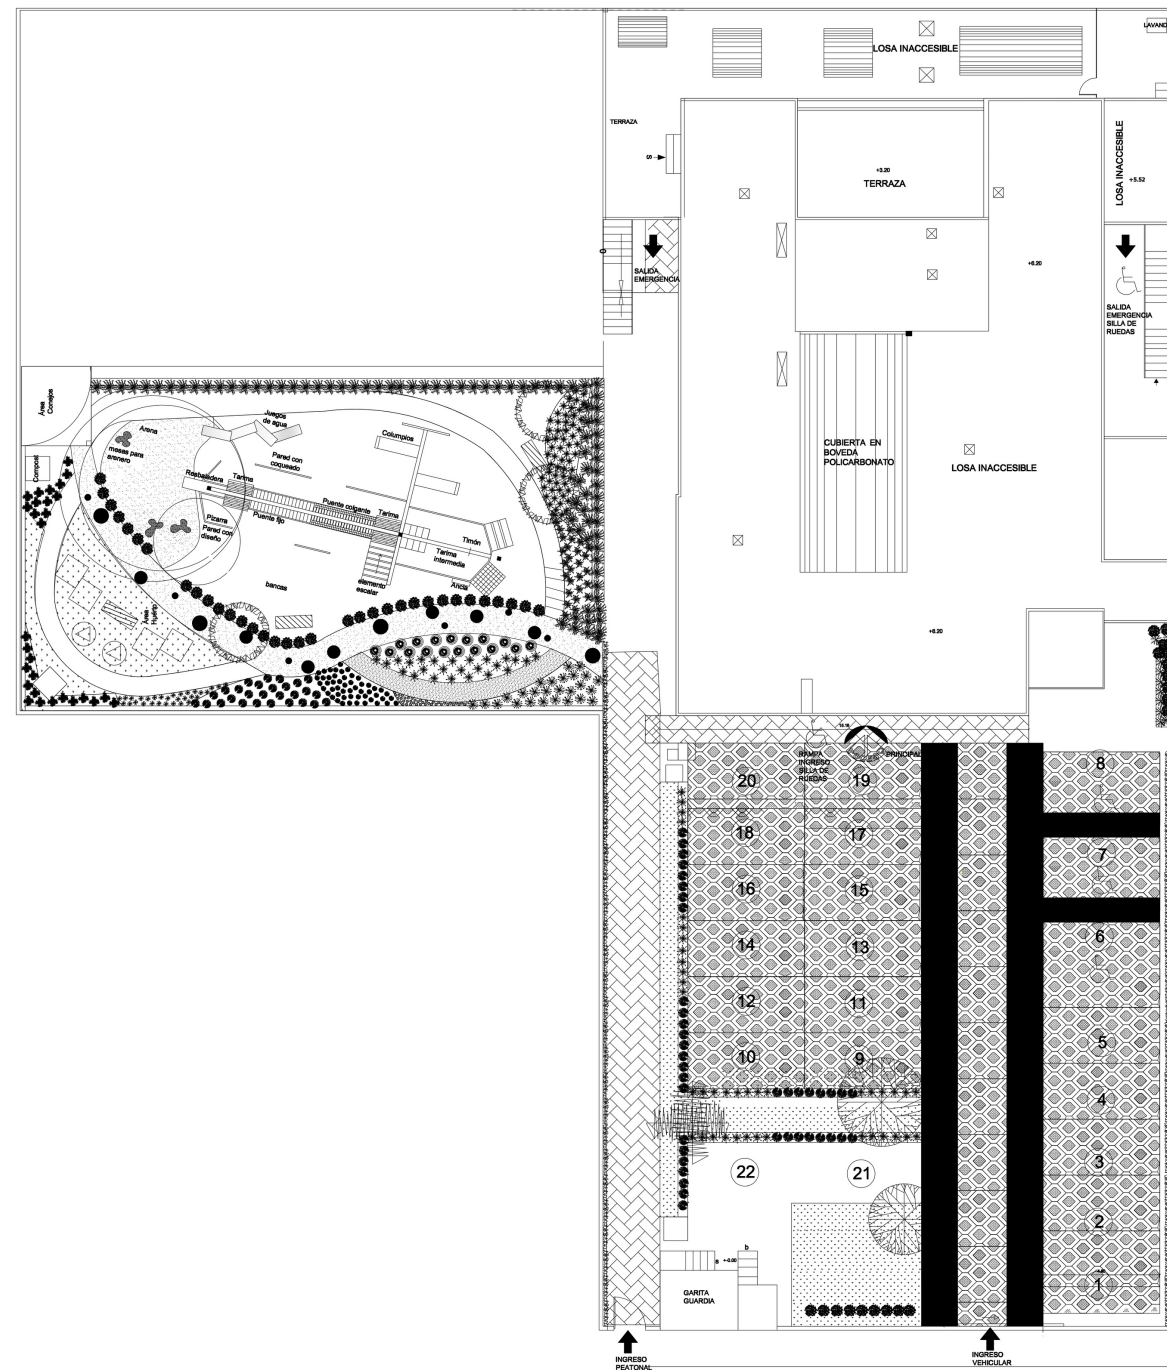 LAVAND
LOSA INACCESIBLE
TERRAZA
S
+3.20
TERRAZA
LOSA INACCESIBLE
+5.52
SALIDA
EMERGENCIA
+6.20
SALIDA
EMERGENCIA
SILLA DE
RUEDAS
Área
Conejos
Compost
Arena
mesas para
arenero
Juegos
de agua
Pared con
coqueado
Columpios
Resbaladera
Tarima
Puente colgante
Tarima
Pizarra
Pared con
diseño
Puente fijo
Timón
Tarima
intermedia
Ancla
elemento
escalar
bancas
Área
Huerto
CUBIERTA EN
BOVEDA
POLICARBONATO
LOSA INACCESIBLE
+6.20
RAMPA
INGRESO
SILLA DE
RUEDAS
PRINCIPAL
20
19
8
18
17
7
16
15
6
14
13
12
11
5
10
9
4
3
22
21
2
1
b
GARITA
GUARDIA
INGRESO
PEATONAL
INGRESO
VEHICULAR